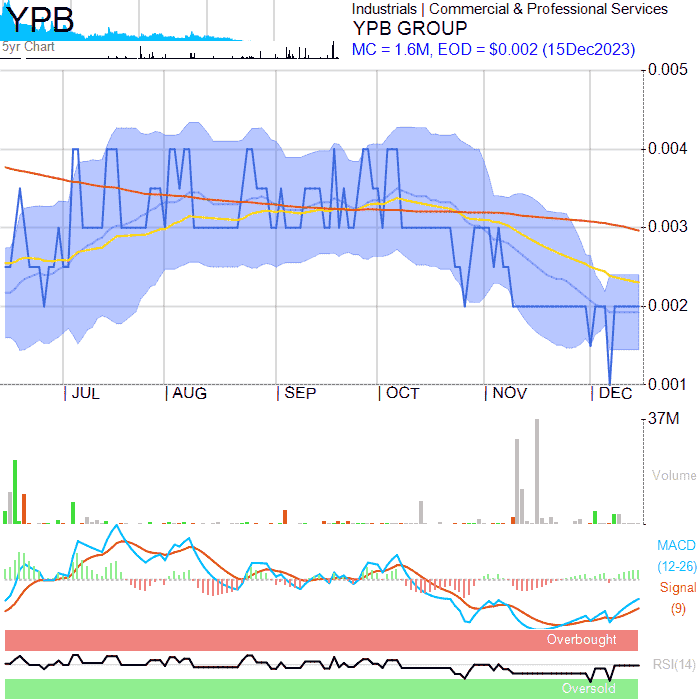 YPB
5yr Chart
Industrials | Commercial & Professional Services
YPB GROUP
MC = 1.6M, EOD = $0.002 (15Dec2023)
0.005
0.004
0.003
0.002
0.001
JUL
AUG
SEP
OCT
NOV
DEC
37M
Volume
MACD
(12-26)
Signal
(9)
Overbought
RSI(14)
Oversold